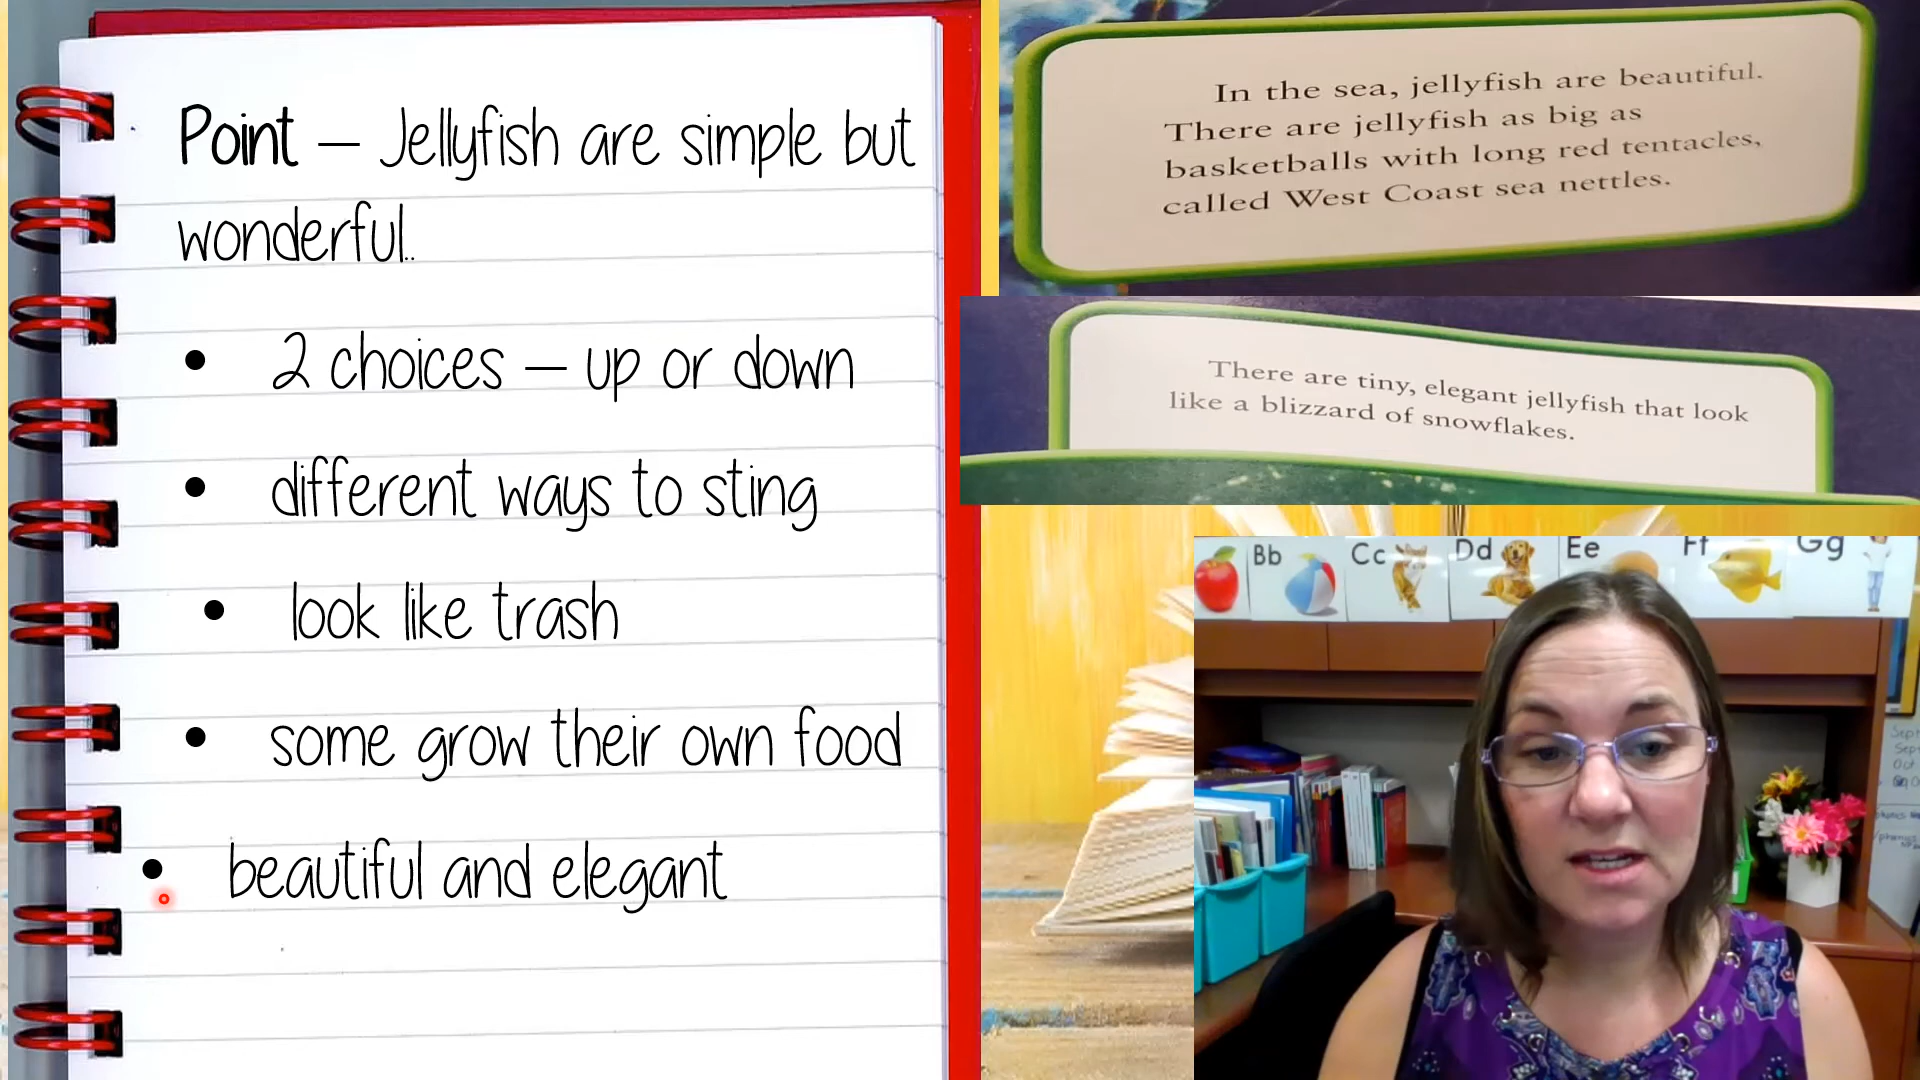 Point – Jellyfish are simple but
wonderful..
• 2 choices – up or down
• different ways to sting
• look like trash
• some grow their own food
• beautiful and elegant
In the sea, jellyfish are beautiful.
There are jellyfish as big as
basketballs with long red tentacles,
called West Coast sea nettles.
There are tiny, elegant jellyfish that look
like a blizzard of snowflakes.
Bb Cc Dd Ee Ff Gg
Sept
Sept
Oct